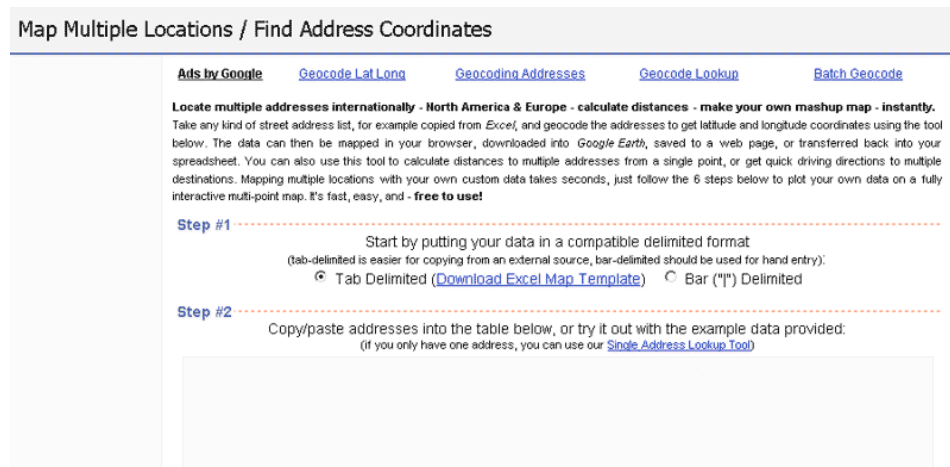 Map Multiple Locations / Find Address Coordinates
Ads by Google Geocode Lat Long Geocoding Addresses Geocode Lookup Batch Geocode
Locate multiple addresses internationally - North America & Europe - calculate distances - make your own mashup map - instantly.
Take any kind of street address list, for example copied from Excel, and geocode the addresses to get latitude and longitude coordinates using the tool
below. The data can then be mapped in your browser, downloaded into Google Earth, saved to a web page, or transferred back into your
spreadsheet. You can also use this tool to calculate distances to multiple addresses from a single point, or get quick driving directions to multiple
destinations. Mapping multiple locations with your own custom data takes seconds, just follow the 6 steps below to plot your own data on a fully
interactive multi-point map. It's fast, easy, and - free to use!
Step #1
Start by putting your data in a compatible delimited format
(tab-delimited is easier for copying from an external source, bar-delimited should be used for hand entry):
Tab Delimited (Download Excel Map Template) Bar ("|") Delimited
Step #2
Copy/paste addresses into the table below, or try it out with the example data provided:
(if you only have one address, you can use our Single Address Lookup Tool)